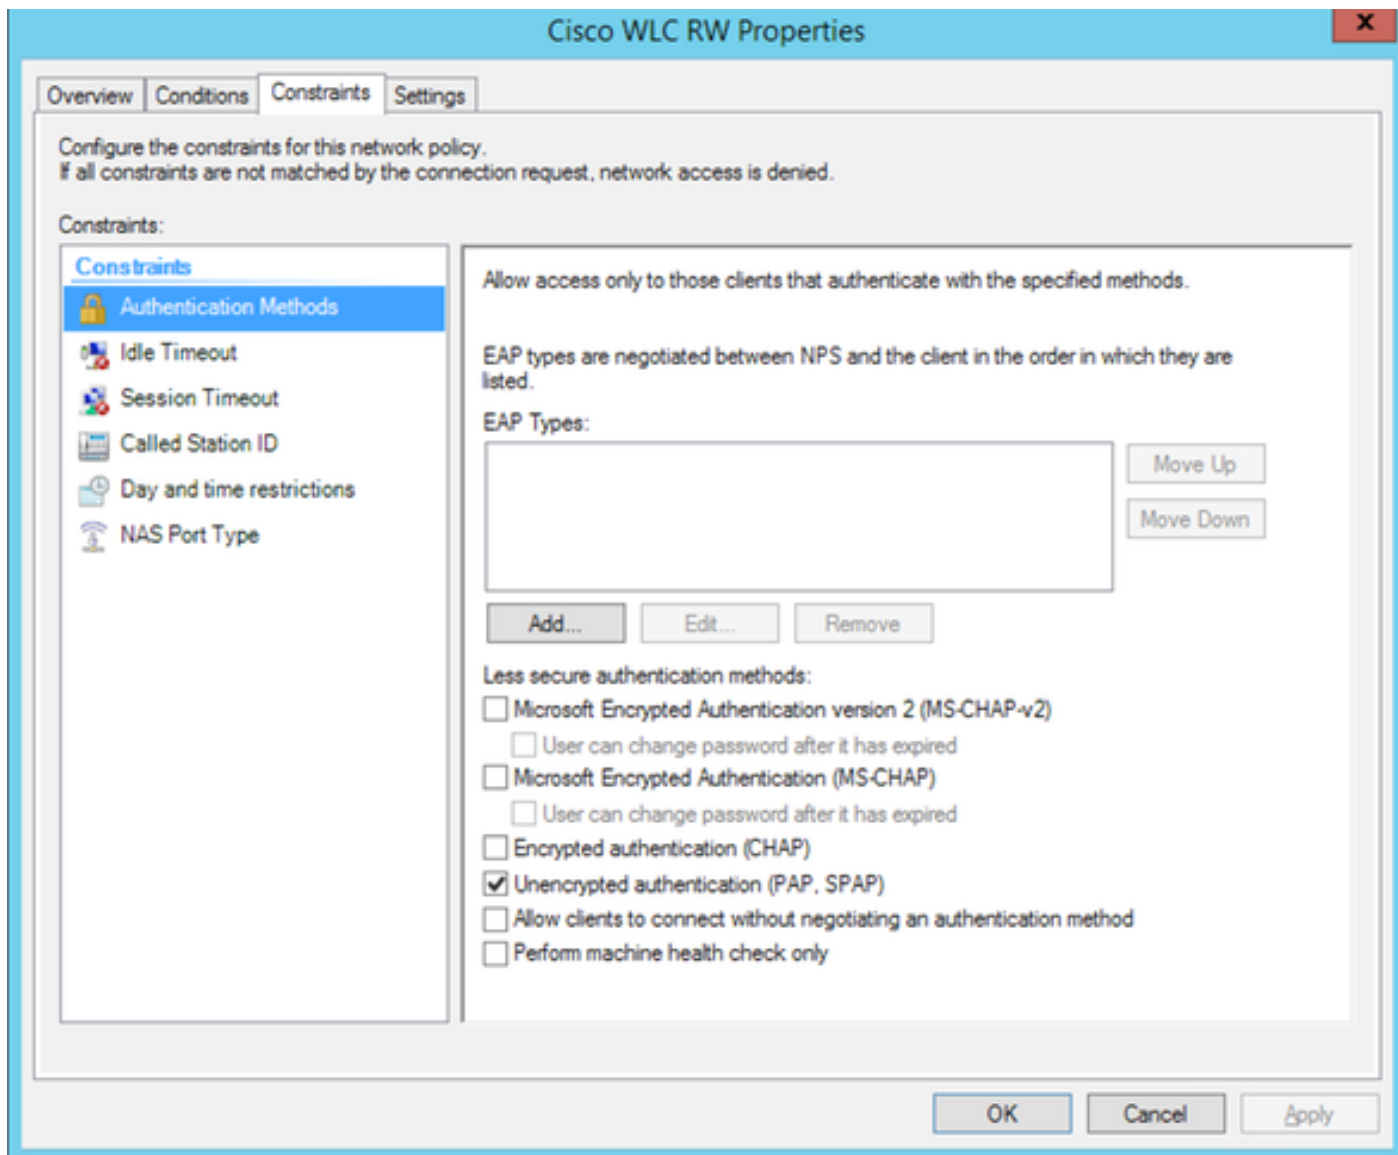 Cisco WLC RW Properties
x
Overview Conditions Constraints Settings
Configure the constraints for this network policy.
If all constraints are not matched by the connection request, network access is denied.
Constraints:
Constraints
Authentication Methods
Idle Timeout
Session Timeout
Called Station ID
Day and time restrictions
NAS Port Type
Allow access only to those clients that authenticate with the specified methods.
EAP types are negotiated between NPS and the client in the order in which they are
listed.
EAP Types:
Move Up
Move Down
Add... Edit... Remove
Less secure authentication methods:
Microsoft Encrypted Authentication version 2 (MS-CHAP-v2)
User can change password after it has expired
Microsoft Encrypted Authentication (MS-CHAP)
User can change password after it has expired
Encrypted authentication (CHAP)
Unencrypted authentication (PAP, SPAP)
Allow clients to connect without negotiating an authentication method
Perform machine health check only
OK Cancel Apply